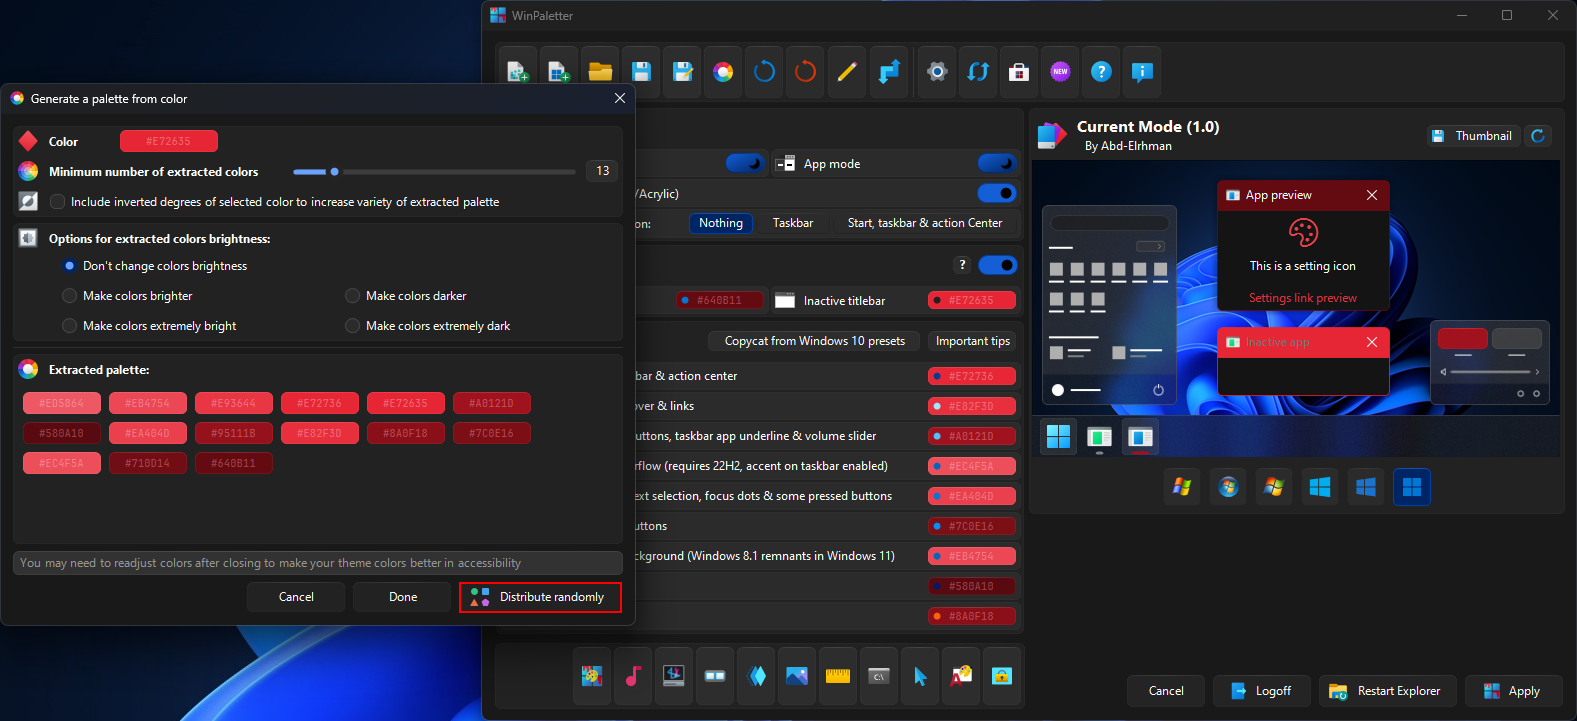 WinPaletter
NEW
Generate a palette from color
Color
#E72635
Minimum number of extracted colors
13
Include inverted degrees of selected color to increase variety of extracted palette
Options for extracted colors brightness:
Don't change colors brightness
Make colors brighter
Make colors darker
Make colors extremely bright
Make colors extremely dark
Extracted palette:
#ED5864 #EB4754 #E93644 #E72736 #E72635 #A0121D
#580A10 #EA404D #95111B #E82F3D #8A0F18 #7C0E16
#EC4F5A #710D14 #640B11
You may need to readjust colors after closing to make your theme colors better in accessibility
Cancel
Done
Distribute randomly
App mode
/Acrylic)
on:
Nothing
Taskbar
Start, taskbar & action Center
?
#640B11
Inactive titlebar
#E72635
Copycat from Windows 10 presets
Important tips
bar & action center
#E72736
over & links
#E82F3D
uttons, taskbar app underline & volume slider
#A0121D
rflow (requires 22H2, accent on taskbar enabled)
#EC4F5A
ext selection, focus dots & some pressed buttons
#EA404D
uttons
#7C0E16
ckground (Windows 8.1 remnants in Windows 11)
#EB4754
#580A10
#8A0F18
C:\
Current Mode (1.0)
By Abd-Elrhman
Thumbnail
App preview
This is a setting icon
Settings link preview
Inactive app
Cancel
Logoff
Restart Explorer
Apply